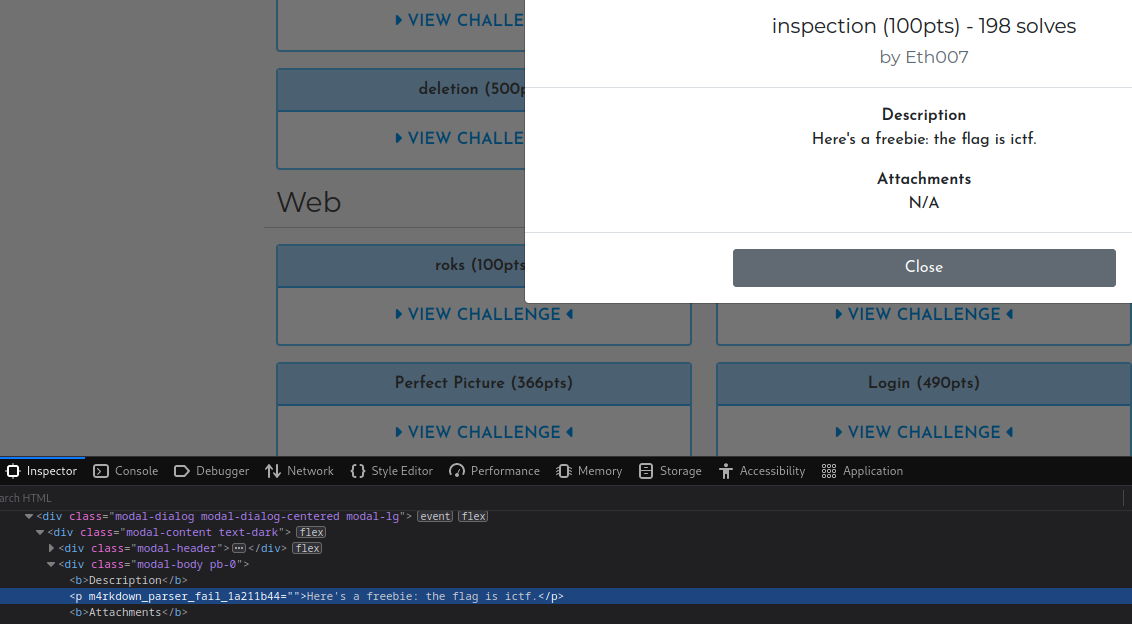 VIEW CHALLE
deletion (500p
VIEW CHALLE
Web
roks (100pts
VIEW CHALLENGE
Perfect Picture (366pts)
VIEW CHALLENGE
inspection (100pts) - 198 solves
by Eth007
Description
Here's a freebie: the flag is ictf.
Attachments
N/A
Close
VIEW CHALLENGE
Login (490pts)
VIEW CHALLENGE
Inspector Console Debugger Network {} Style Editor Performance Memory Storage Accessibility Application
arch HTML
<div class="modal-dialog modal-dialog-centered modal-lg"> event flex
<div class="modal-content text-dark"> flex
<div class="modal-header"> ••• </div> flex
<div class="modal-body pb-0">
<b>Description</b>
<p m4rkdown_parser_fail_1a211b44="">Here's a freebie: the flag is ictf.</p>
<b>Attachments</b>